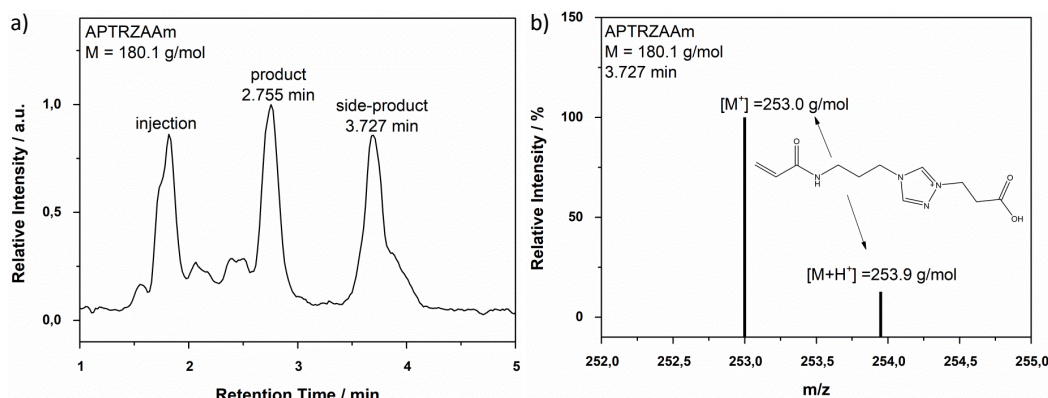 a)
APTRZAAm
M = 180.1 g/mol
product
2.755 min
side-product
3.727 min
injection
1,0
0,5
0,0
Relative Intensity / a.u.
1
2
3
4
5
Retention Time / min
b)
APTRZAAm
M = 180.1 g/mol
3.727 min
[M⁺] =253.0 g/mol
O
N
H
N
N⁺
N
O
OH
[M+H⁺] =253.9 g/mol
150
100
50
0
Relative Intensity / %
252,0
252,5
253,0
253,5
254,0
254,5
255,0
m/z